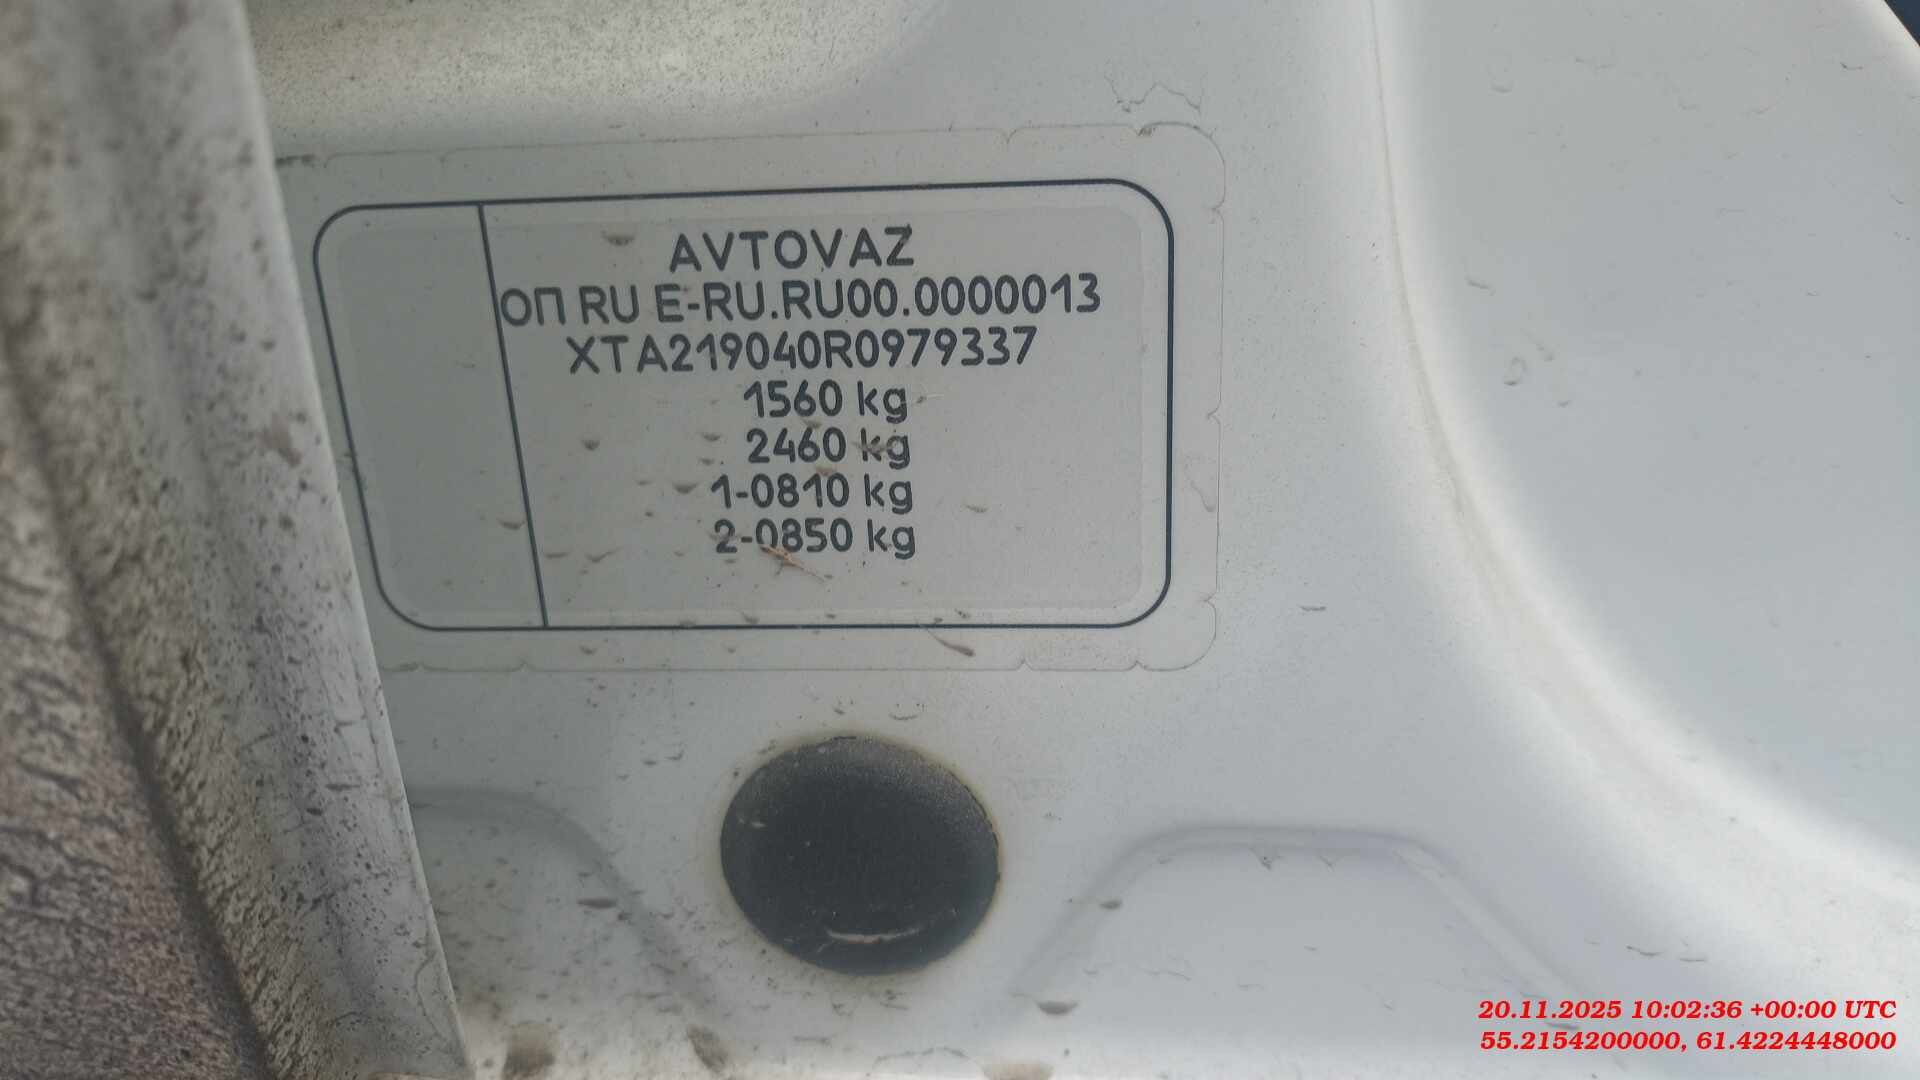 AVTOVAZ
ОП RU E-RU.RU00.0000013
XTA219040R0979337
1560 kg
2460 kg
1-0810 kg
2-0850 kg
20.11.2025 10:02:36 +00:00 UTC
55.2154200000, 61.4224448000